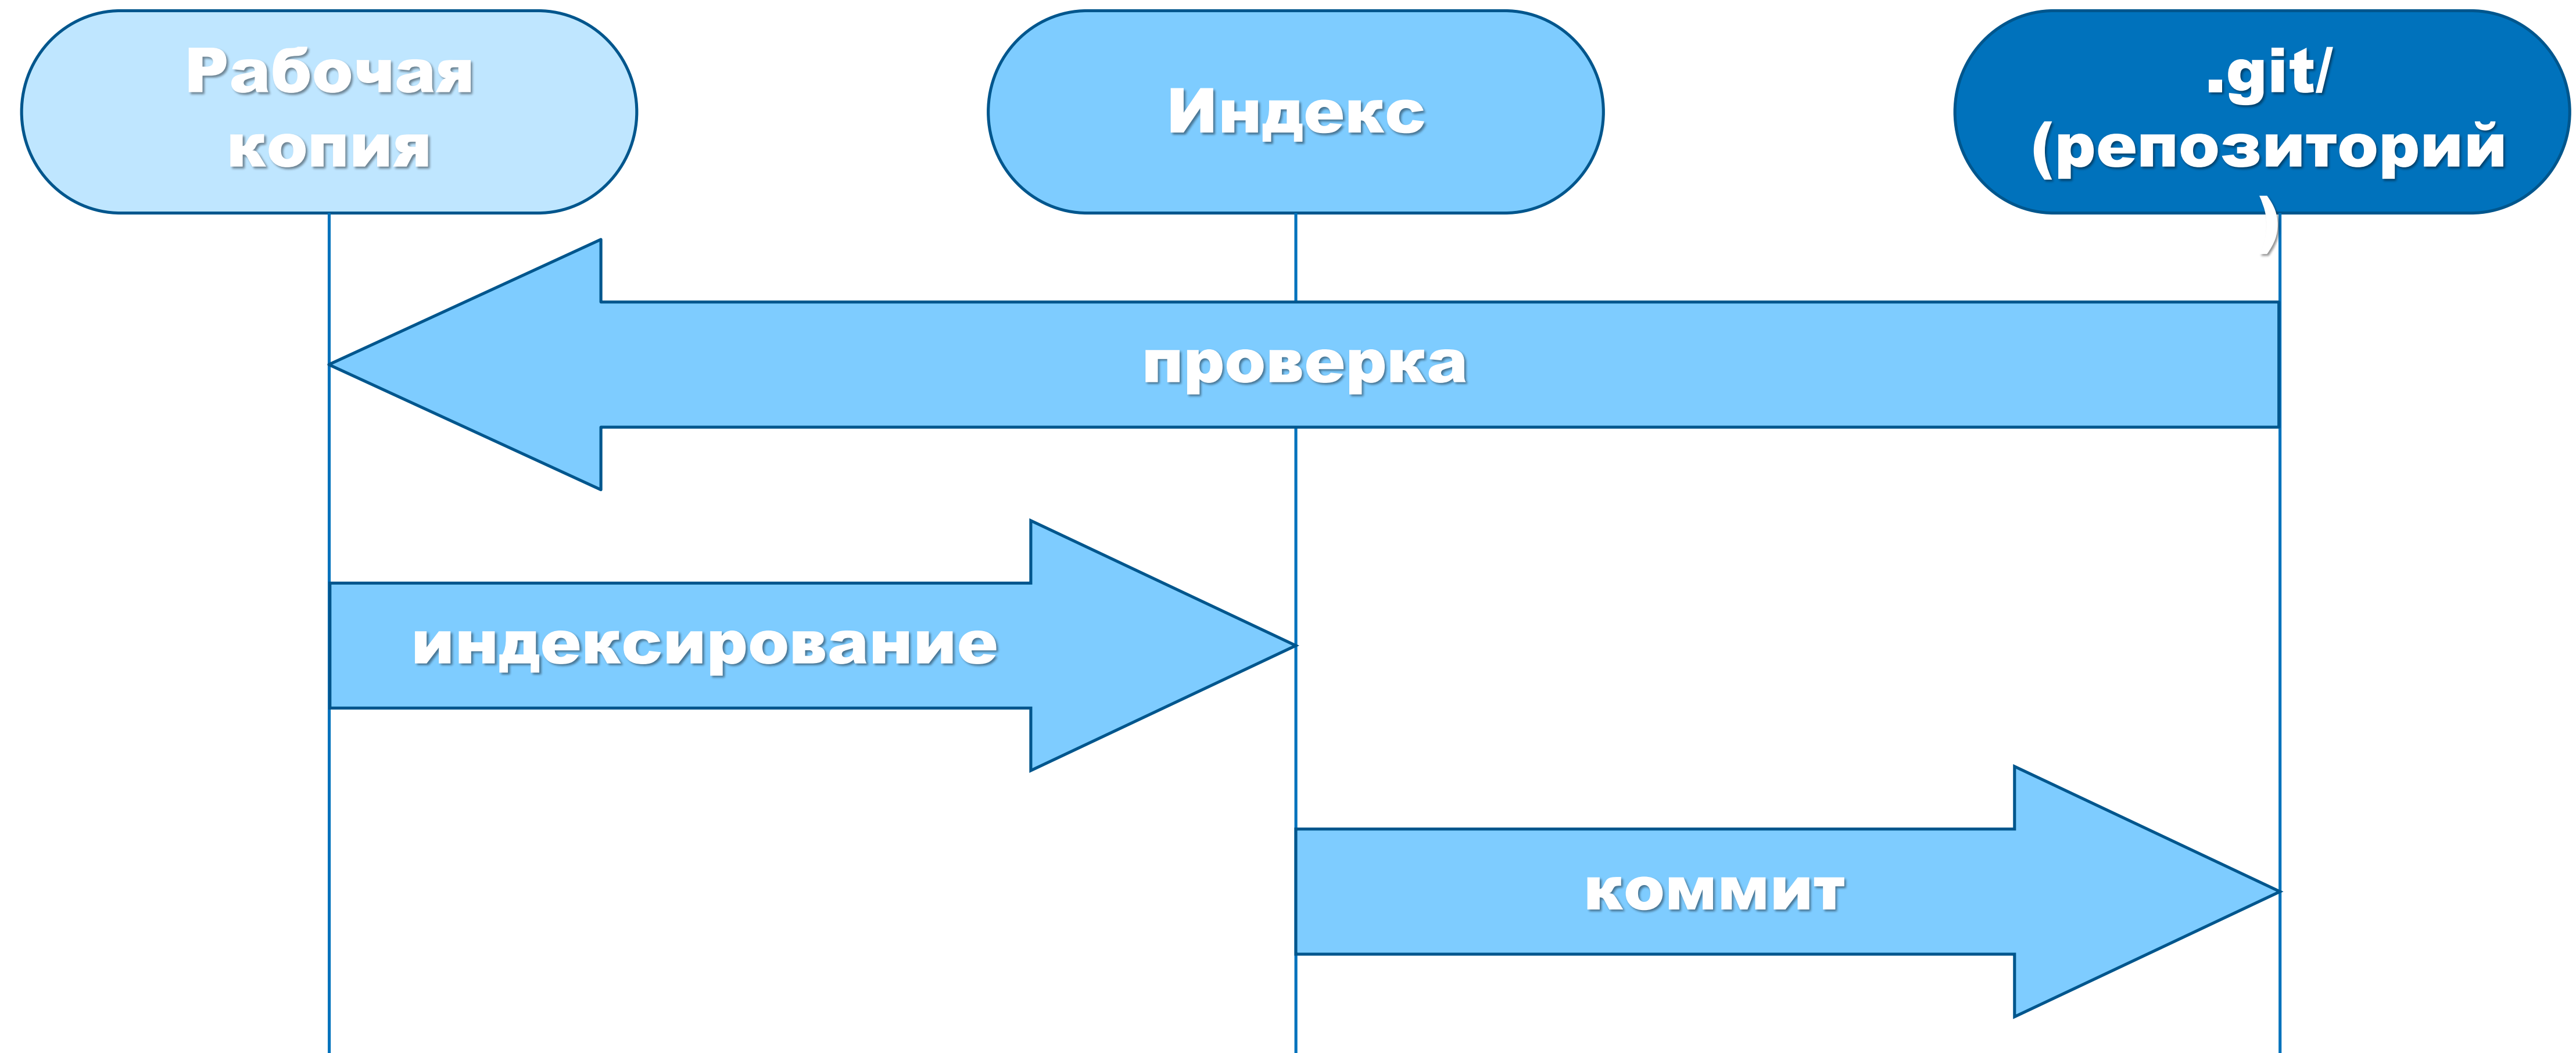 Рабочая
копия
Индекс
.git/
(репозиторий
)
проверка
индексирование
коммит